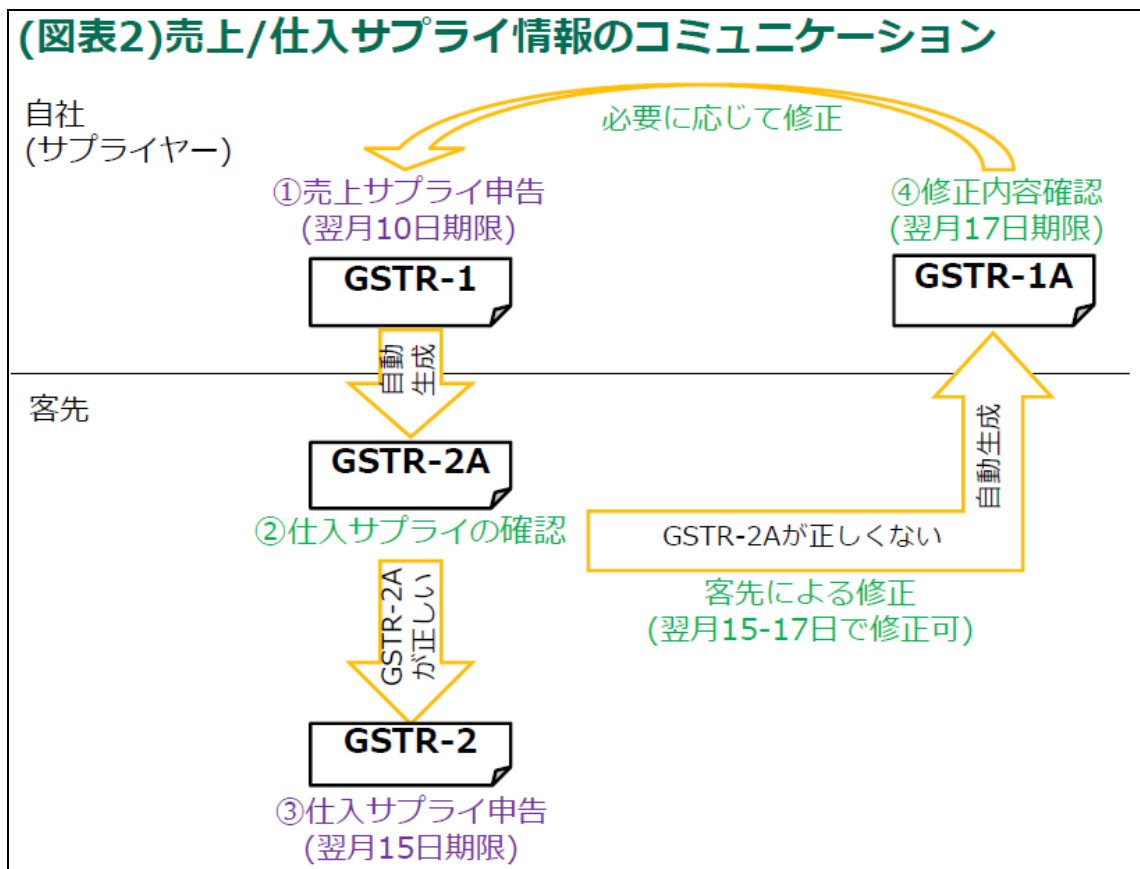 (図表2)売上/仕入サプライ情報のコミュニケーション
自社
(サプライヤー)
必要に応じて修正
①売上サプライ申告
(翌月10日期限)
④修正内容確認
(翌月17日期限)
GSTR-1
GSTR-1A
自動
生成
客先
GSTR-2A
②仕入サプライの確認
自動生成
GSTR-2Aが正しくない
客先による修正
(翌月15-17日で修正可)
GSTR-2A
が正しい
GSTR-2
③仕入サプライ申告
(翌月15日期限)